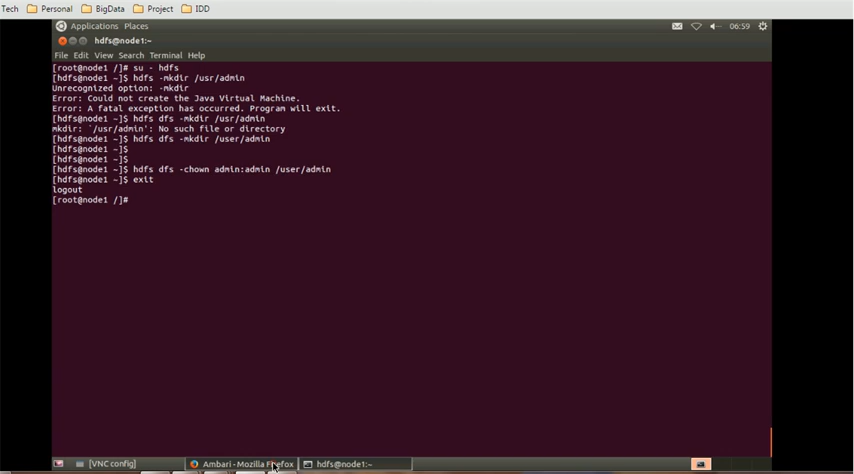 Tech Personal BigData Project IDD
Applications Places 06:59
hdfs@node1:~
File Edit View Search Terminal Help
[root@node1 /]# su - hdfs
[hdfs@node1 ~]$ hdfs -mkdir /usr/admin
Unrecognized option: -mkdir
Error: Could not create the Java Virtual Machine.
Error: A fatal exception has occurred. Program will exit.
[hdfs@node1 ~]$ hdfs dfs -mkdir /usr/admin
mkdir: `/usr/admin': No such file or directory
[hdfs@node1 ~]$ hdfs dfs -mkdir /user/admin
[hdfs@node1 ~]$
[hdfs@node1 ~]$
[hdfs@node1 ~]$ hdfs dfs -chown admin:admin /user/admin
[hdfs@node1 ~]$ exit
logout
[root@node1 /]#
[VNC config] Ambari - Mozilla Firefox hdfs@node1:~